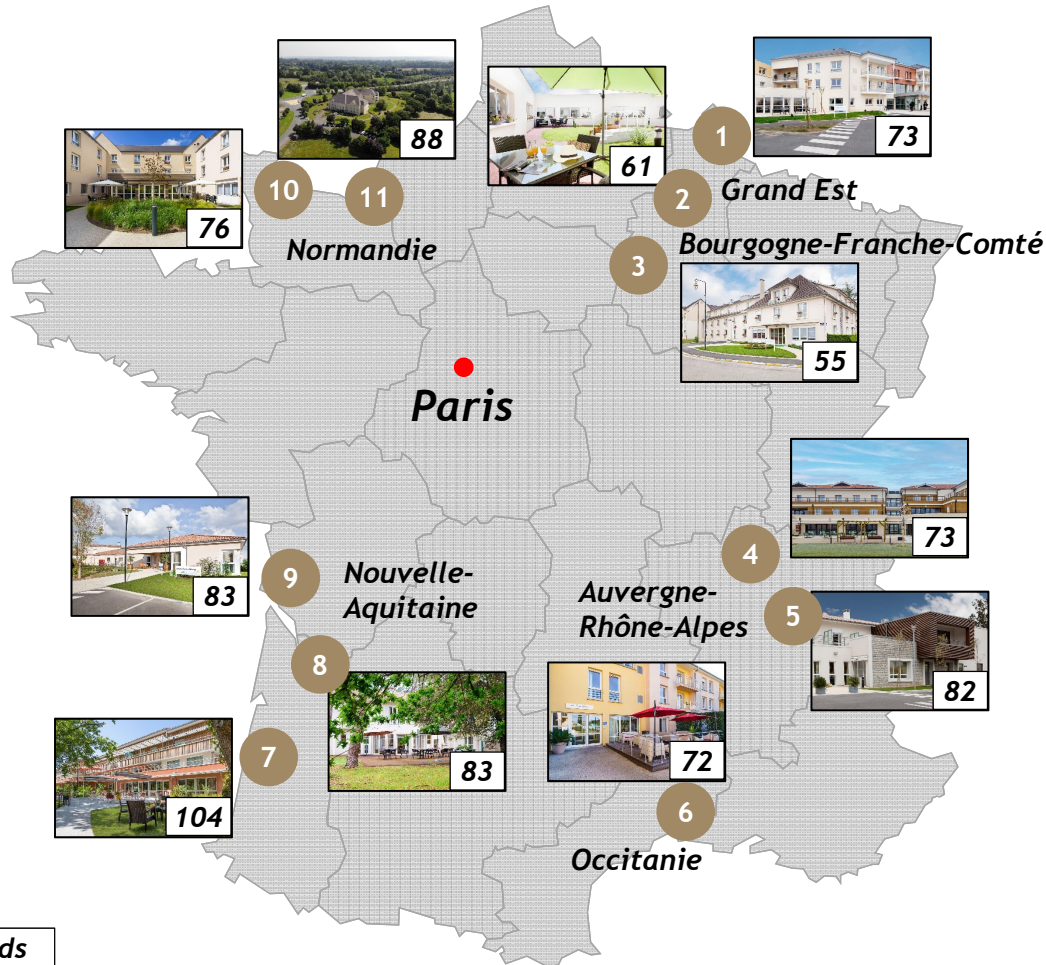 88
73
61
1
2
Grand Est
76
10
11
Normandie
3
Bourgogne-Franche-Comté
55
Paris
73
4
83
9
Nouvelle-
Aquitaine
Auvergne-
Rhône-Alpes
5
82
8
83
72
7
104
6
Occitanie